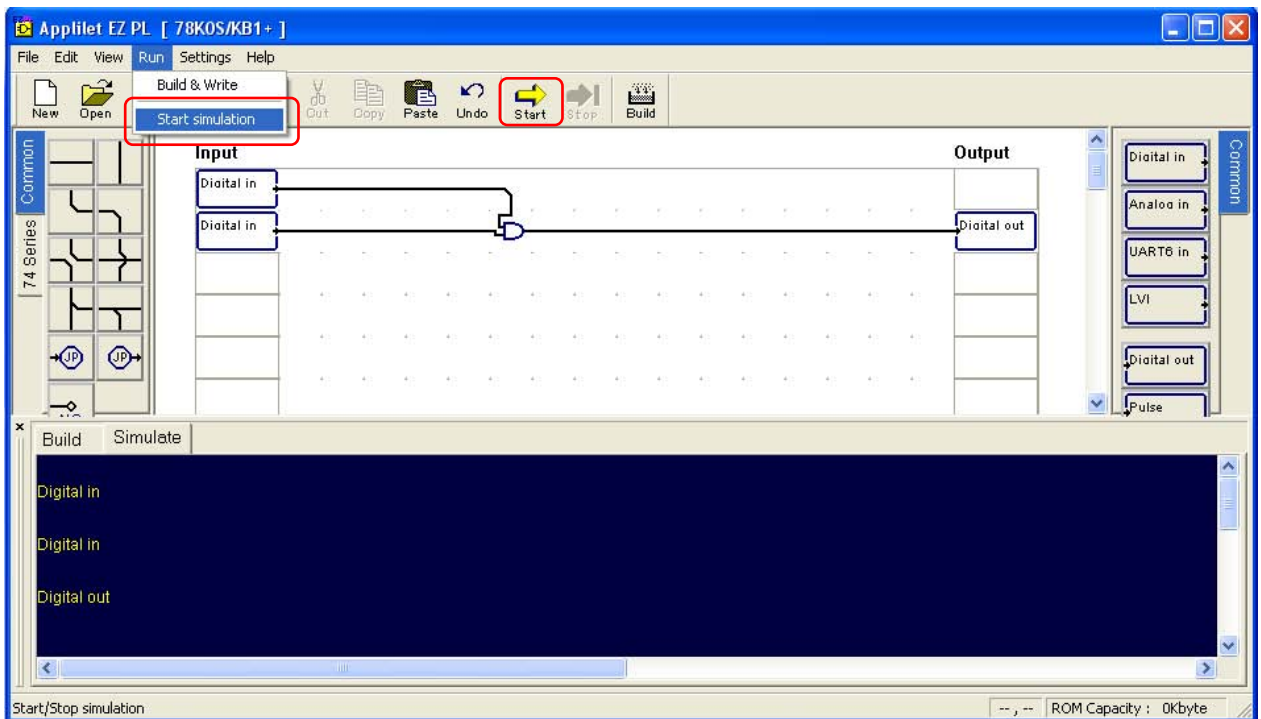 Applilet EZ PL [ 78K0S/KB1+ ]
File Edit View Run Settings Help
Build & Write
Start simulation
New Open Cut Copy Paste Undo Start Stop Build
Common
74 Series
Input Output
Digital in
Digital in Digital out
JP JP
NC
Common
Digital in
Analog in
UART6 in
LVI
Digital out
Pulse
Build Simulate
Digital in
Digital in
Digital out
Start/Stop simulation -- , -- ROM Capacity : 0Kbyte